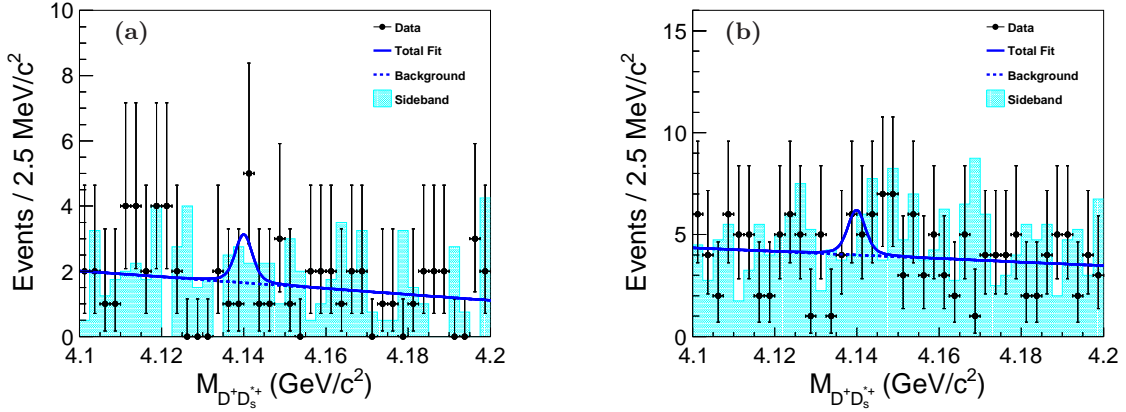 (a)
Data
Total Fit
Background
Sideband
Events / 2.5 MeV/c²
10
8
6
4
2
0
4.1 4.12 4.14 4.16 4.18 4.2
M_{D⁺D_s^{*+}} (GeV/c²)
(b)
Data
Total Fit
Background
Sideband
Events / 2.5 MeV/c²
15
10
5
0
4.1 4.12 4.14 4.16 4.18 4.2
M_{D⁺D_s^{*+}} (GeV/c²)